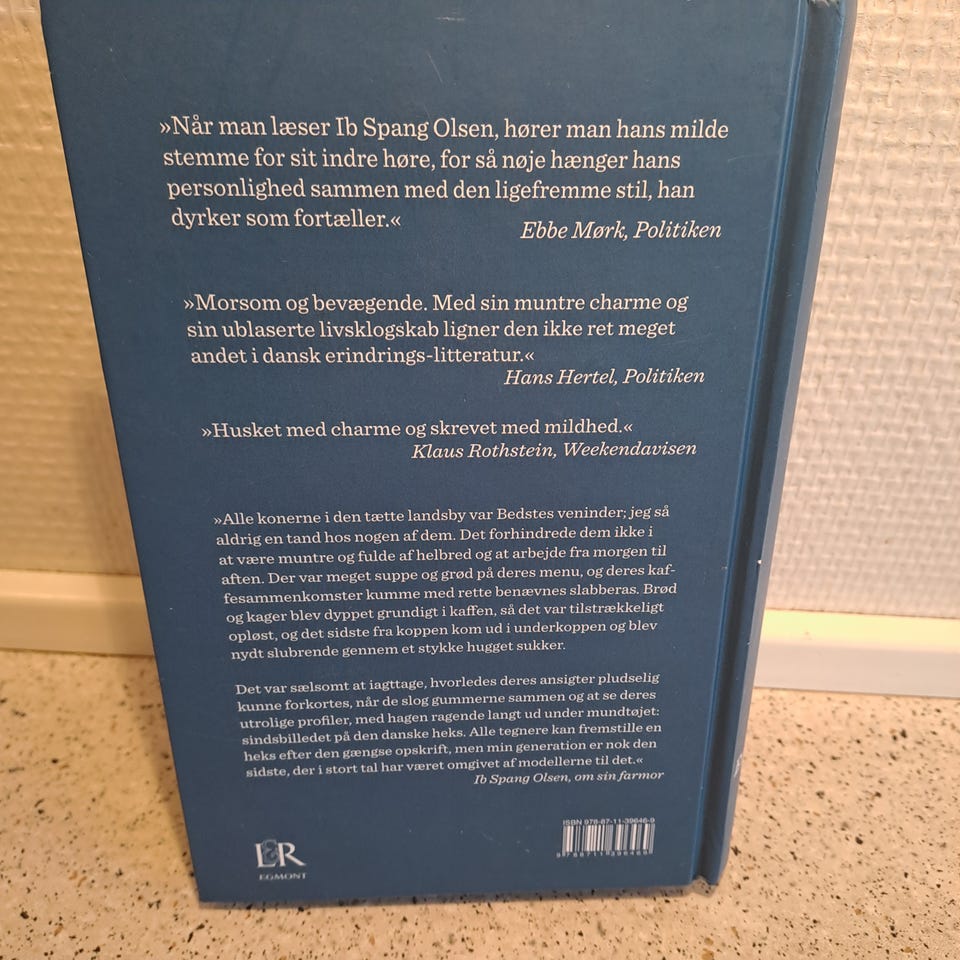 »Når man læser Ib Spang Olsen, hører man hans milde
stemme for sit indre høre, for så nøje hænger hans
personlighed sammen med den ligefremme stil, han
dyrker som fortæller.«
Ebbe Mørk, Politiken
»Morsom og bevægende. Med sin muntre charme og
sin ublaserte livsklogskab ligner den ikke ret meget
andet i dansk erindrings-litteratur.«
Hans Hertel, Politiken
»Husket med charme og skrevet med mildhed.«
Klaus Rothstein, Weekendavisen
»Alle konerne i den tætte landsby var Bedstes veninder; jeg så
aldrig en tand hos nogen af dem. Det forhindrede dem ikke i
at være muntre og fulde af helbred og at arbejde fra morgen til
aften. Der var meget suppe og grød på deres menu, og deres kaf-
fesammenkomster kumme med rette benævnes slabberas. Brød
og kager blev dyppet grundigt i kaffen, så det var tilstrækkeligt
opløst, og det sidste fra koppen kom ud i underkoppen og blev
nydt slubrende gennem et stykke hugget sukker.
Det var sælsomt at iagttage, hvorledes deres ansigter pludselig
kunne forkortes, når de slog gummerne sammen og at se deres
utrolige profiler, med hagen ragende langt ud under mundtøjet:
sindsbilledet på den danske heks. Alle tegnere kan fremstille en
heks efter den gængse opskrift, men min generation er nok den
sidste, der i stort tal har været omgivet af modellerne til det.«
Ib Spang Olsen, om sin farmor
ISBN 978-87-11-39646-9
9 788711 396469
L&R
EGMONT